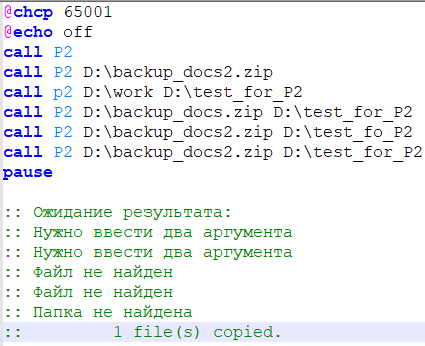 @chcp 65001
@echo off
call P2
call P2 D:\backup_docs2.zip
call p2 D:\work D:\test_for_P2
call P2 D:\backup_docs.zip D:\test_for_P2
call P2 D:\backup_docs2.zip D:\test_fo_P2
call P2 D:\backup_docs2.zip D:\test_for_P2
pause
:: Ожидание результата:
:: Нужно ввести два аргумента
:: Нужно ввести два аргумента
:: Файл не найден
:: Файл не найден
:: Папка не найдена
::         1 file(s) copied.